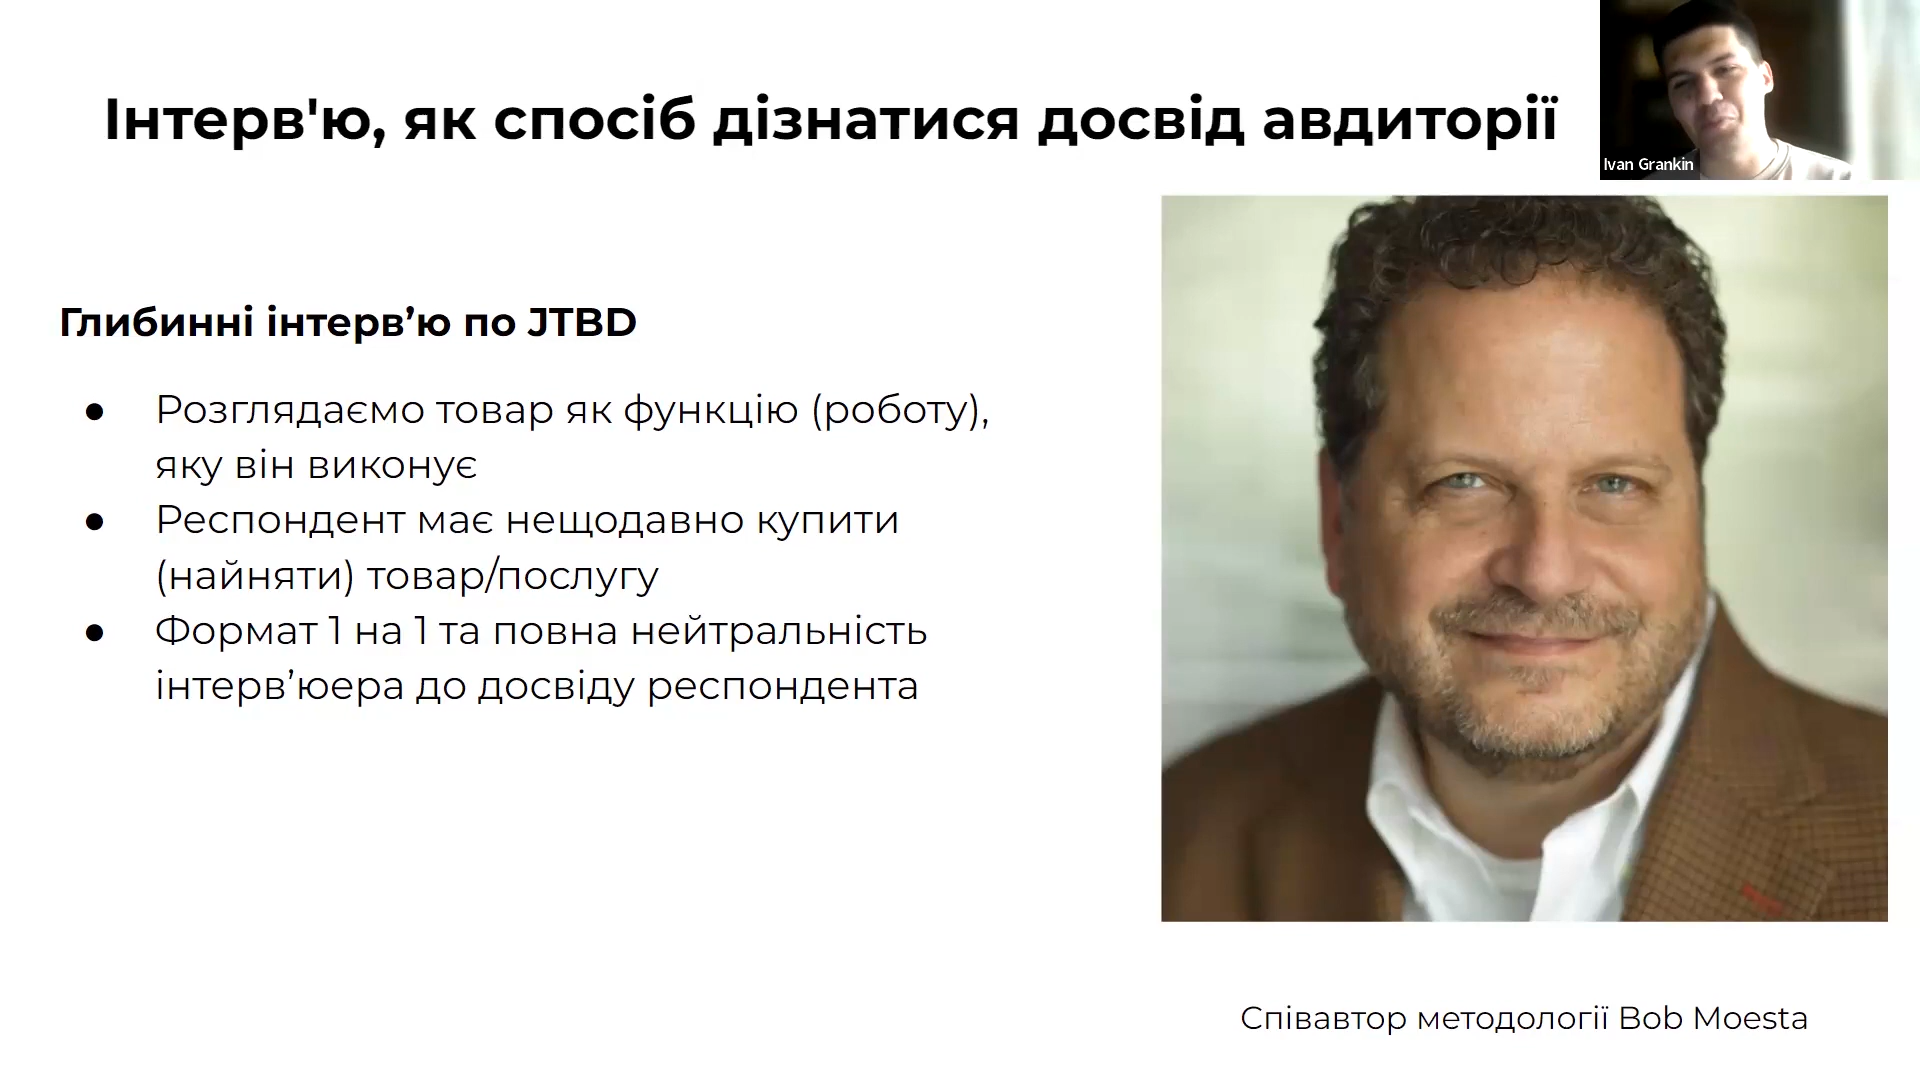 Інтерв'ю, як спосіб дізнатися досвід авдиторії
Ivan Grankin
Глибинні інтерв’ю по JTBD
● Розглядаємо товар як функцію (роботу),
яку він виконує
● Респондент має нещодавно купити
(найняти) товар/послугу
● Формат 1 на 1 та повна нейтральність
інтерв’юера до досвіду респондента
Співавтор методології Bob Moesta